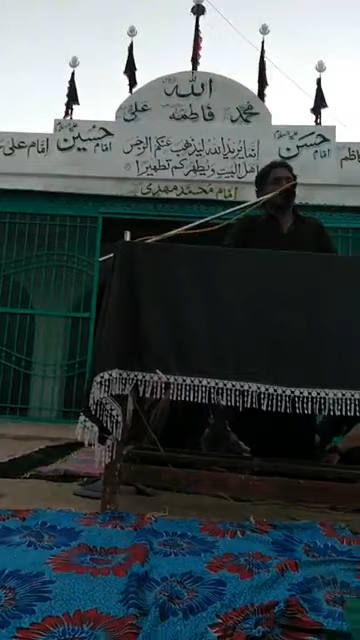 الله
محمد فاطمة علی
امام حسن امام حسین
امام علی
انما یرید الله لیذهب عنکم الرجس
اهل البیت و یطهرکم تطهیرا
امام محمد مهدی